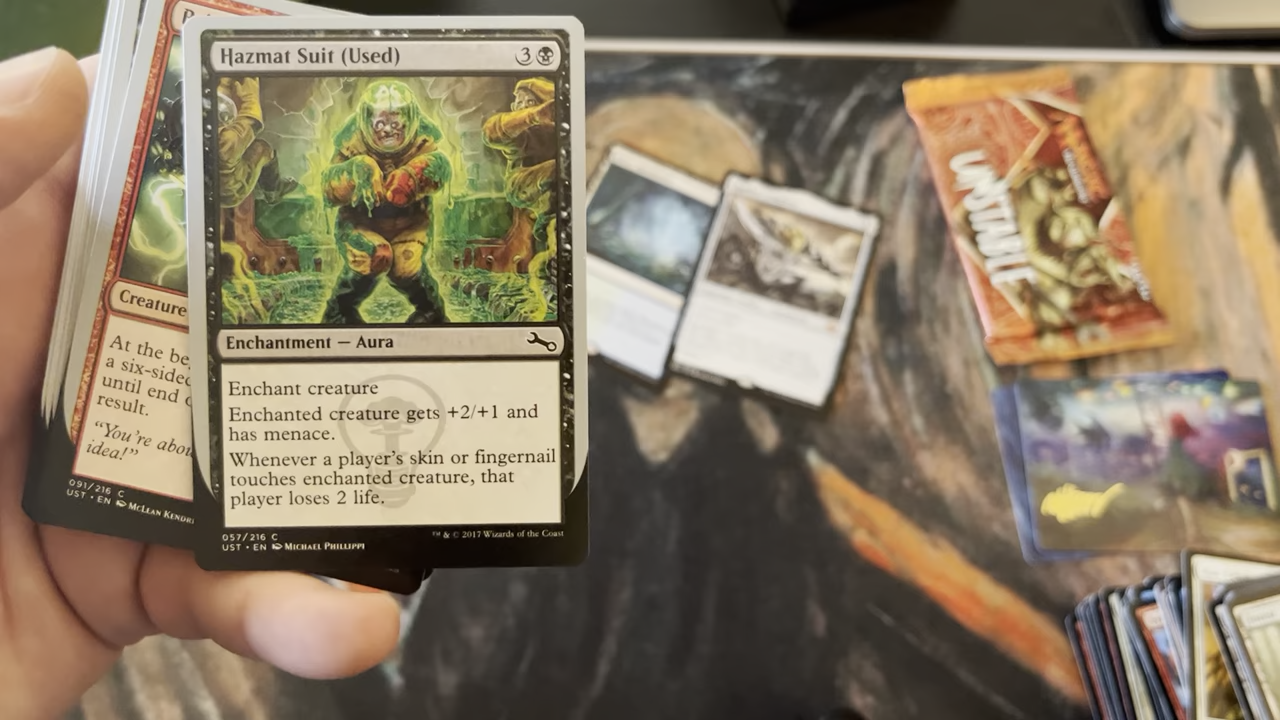 Hazmat Suit (Used)
3
Enchantment — Aura
Enchant creature
Enchanted creature gets +2/+1 and
has menace.
Whenever a player's skin or fingernail
touches enchanted creature, that
player loses 2 life.
057/216 C
UST • EN Michael Phillippi
™ & © 2017 Wizards of the Coast
Creature
At the
a six-sided
until end
result.
"You're
idea!"
091/216 C
UST • EN McLean
UNSTABLE